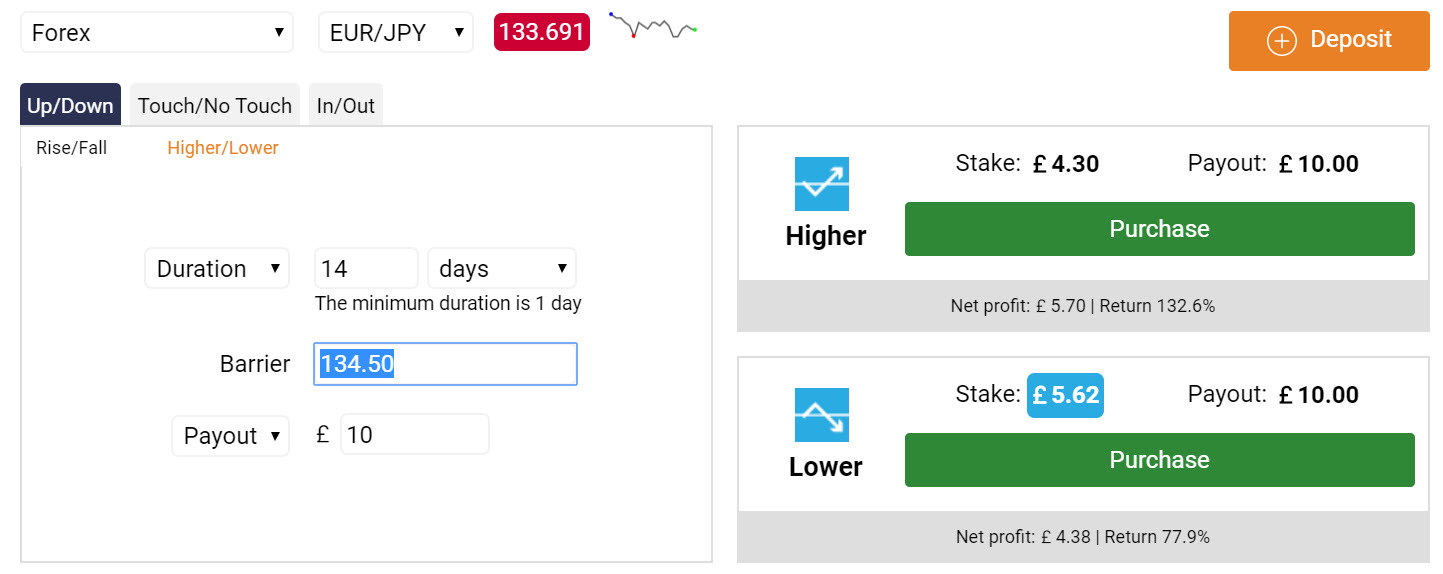 Forex EUR/JPY 133.691
Deposit
Up/Down Touch/No Touch In/Out
Rise/Fall Higher/Lower
Duration 14 days
The minimum duration is 1 day
Barrier 134.50
Payout £ 10
Stake: £ 4.30 Payout: £ 10.00
Higher
Purchase
Net profit: £ 5.70 | Return 132.6%
Stake: £ 5.62 Payout: £ 10.00
Lower
Purchase
Net profit: £ 4.38 | Return 77.9%